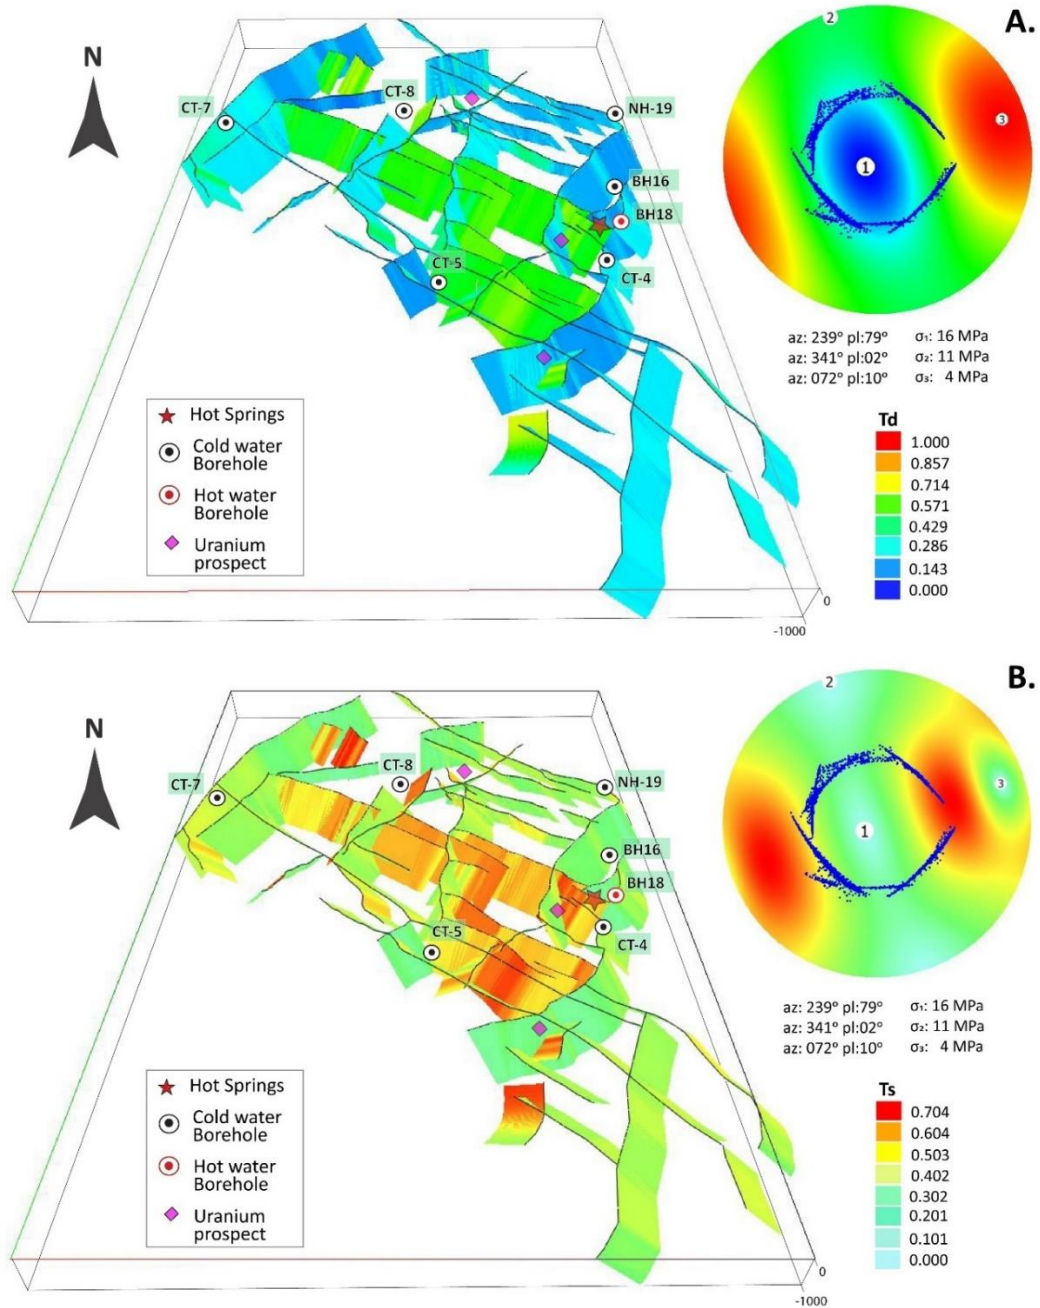 A.
N
2
3
1
CT-7
CT-8
NH-19
BH16
BH18
CT-5
CT-4
az: 239° pl:79° σ₁: 16 MPa
az: 341° pl:02° σ₂: 11 MPa
az: 072° pl:10° σ₃: 4 MPa
Hot Springs
Cold water
Borehole
Hot water
Borehole
Uranium
prospect
Td
1.000
0.857
0.714
0.571
0.429
0.286
0.143
0.000
0
-1000
B.
N
2
3
1
CT-7
CT-8
NH-19
BH16
BH18
CT-5
CT-4
az: 239° pl:79° σ₁: 16 MPa
az: 341° pl:02° σ₂: 11 MPa
az: 072° pl:10° σ₃: 4 MPa
Hot Springs
Cold water
Borehole
Hot water
Borehole
Uranium
prospect
Ts
0.704
0.604
0.503
0.402
0.302
0.201
0.101
0.000
0
-1000